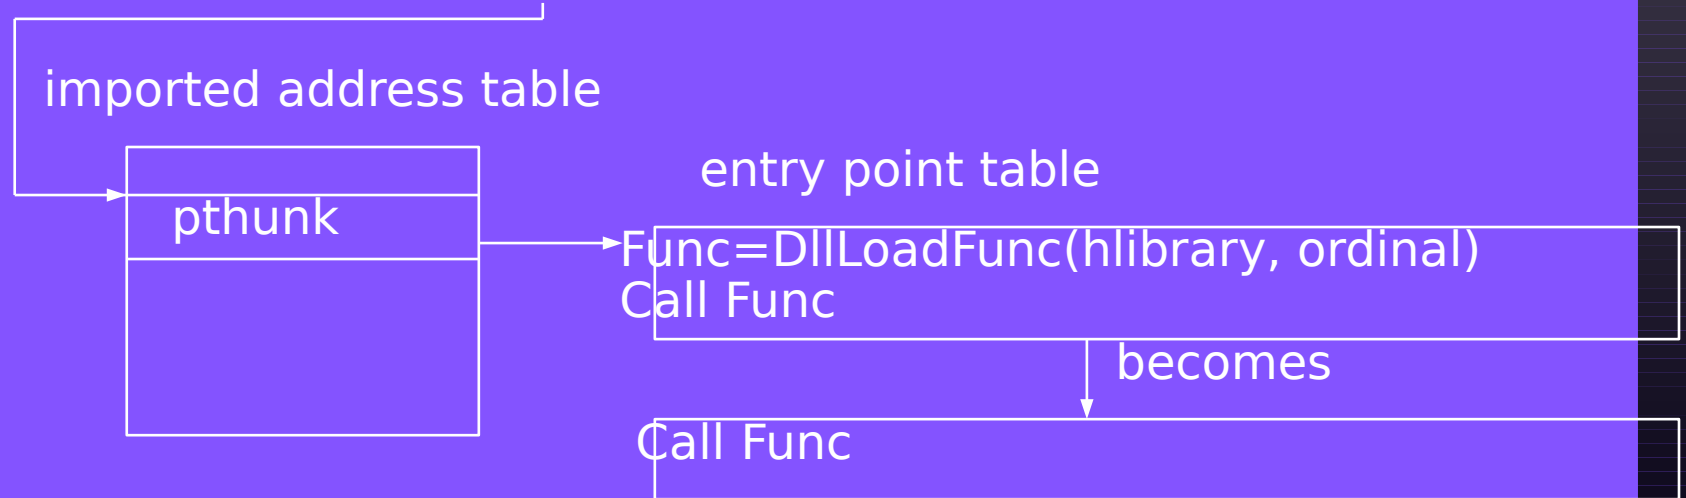 imported address table
entry point table
pthunk
Func=DllLoadFunc(hlibrary, ordinal)
Call Func
becomes
Call Func